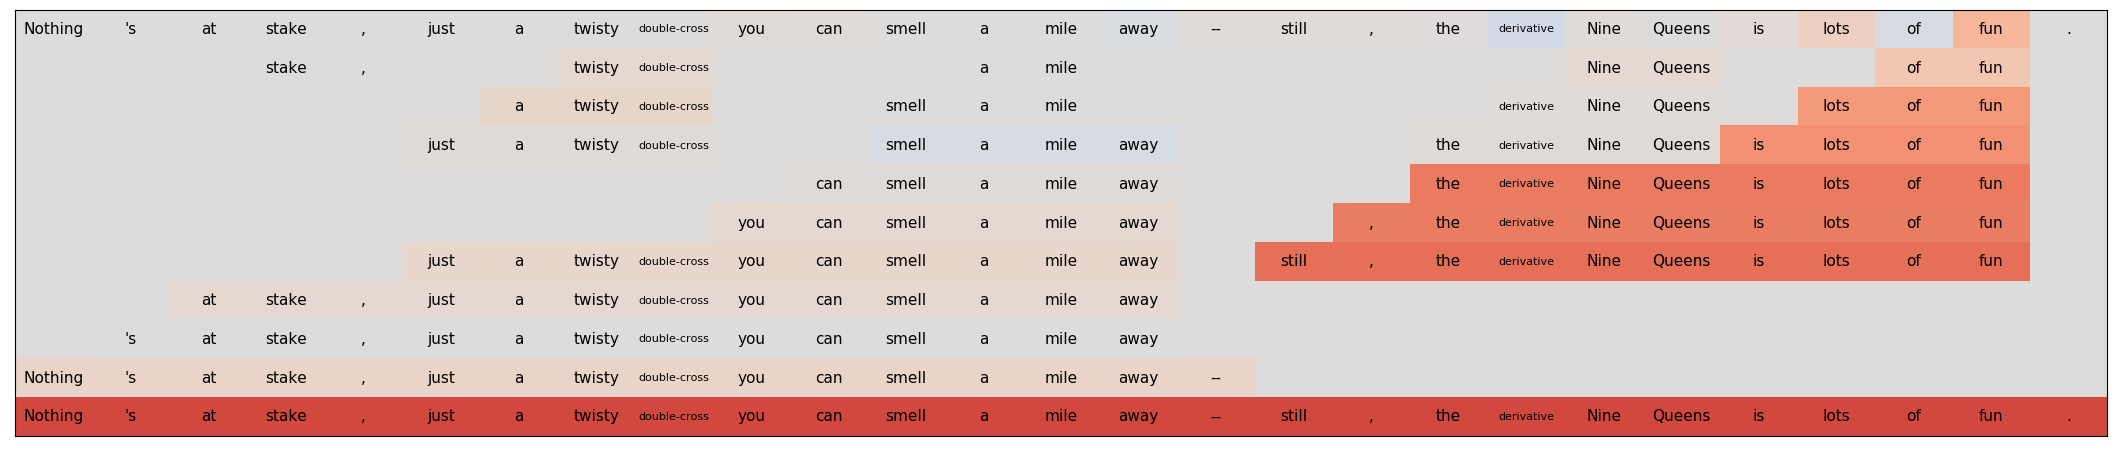 Nothing 's at stake , just a twisty double-cross you can smell a mile away -- still , the derivative Nine Queens is lots of fun .
stake , twisty double-cross a mile Nine Queens of fun
a twisty double-cross smell a mile derivative Nine Queens lots of fun
just a twisty double-cross smell a mile away the derivative Nine Queens is lots of fun
can smell a mile away the derivative Nine Queens is lots of fun
you can smell a mile away , the derivative Nine Queens is lots of fun
just a twisty double-cross you can smell a mile away still , the derivative Nine Queens is lots of fun
at stake , just a twisty double-cross you can smell a mile away
's at stake , just a twisty double-cross you can smell a mile away
Nothing 's at stake , just a twisty double-cross you can smell a mile away --
Nothing 's at stake , just a twisty double-cross you can smell a mile away -- still , the derivative Nine Queens is lots of fun .